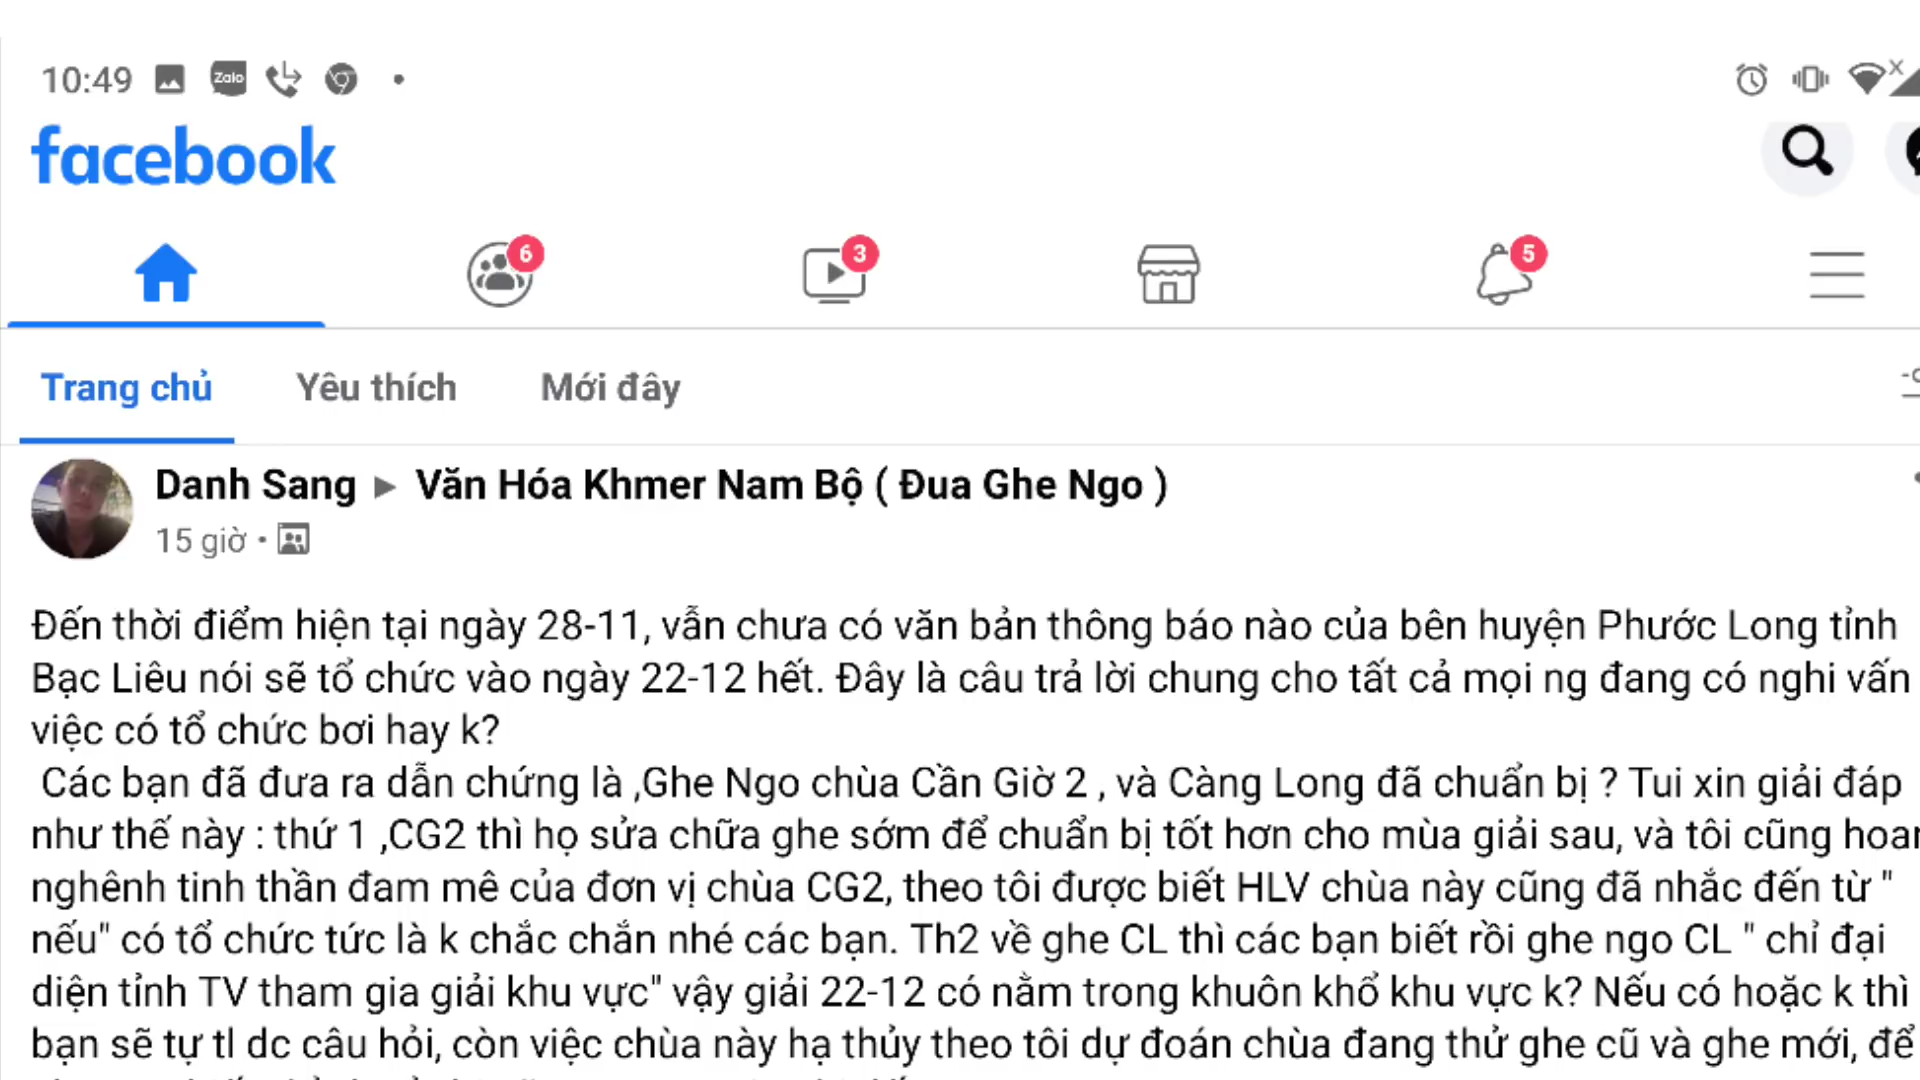 10:49 Zalo
facebook
6 3 5
Trang chủ Yêu thích Mới đây
Danh Sang ▸ Văn Hóa Khmer Nam Bộ ( Đua Ghe Ngo )
15 giờ •
Đến thời điểm hiện tại ngày 28-11, vẫn chưa có văn bản thông báo nào của bên huyện Phước Long tỉnh
Bạc Liêu nói sẽ tổ chức vào ngày 22-12 hết. Đây là câu trả lời chung cho tất cả mọi ng đang có nghi vấn
việc có tổ chức bơi hay k?
Các bạn đã đưa ra dẫn chứng là ,Ghe Ngo chùa Cần Giờ 2 , và Càng Long đã chuẩn bị ? Tui xin giải đáp
như thế này : thứ 1 ,CG2 thì họ sửa chữa ghe sớm để chuẩn bị tốt hơn cho mùa giải sau, và tôi cũng
nghênh tinh thần đam mê của đơn vị chùa CG2, theo tôi được biết HLV chùa này cũng đã nhắc đến từ "
nếu" có tổ chức tức là k chắc chắn nhé các bạn. Th2 về ghe CL thì các bạn biết rồi ghe ngo CL " chỉ đại
diện tỉnh TV tham gia giải khu vực" vậy giải 22-12 có nằm trong khuôn khổ khu vực k? Nếu có hoặc k thì
bạn sẽ tự tl dc câu hỏi, còn việc chùa này hạ thủy theo tôi dự đoán chùa đang thử ghe cũ và ghe mới, để